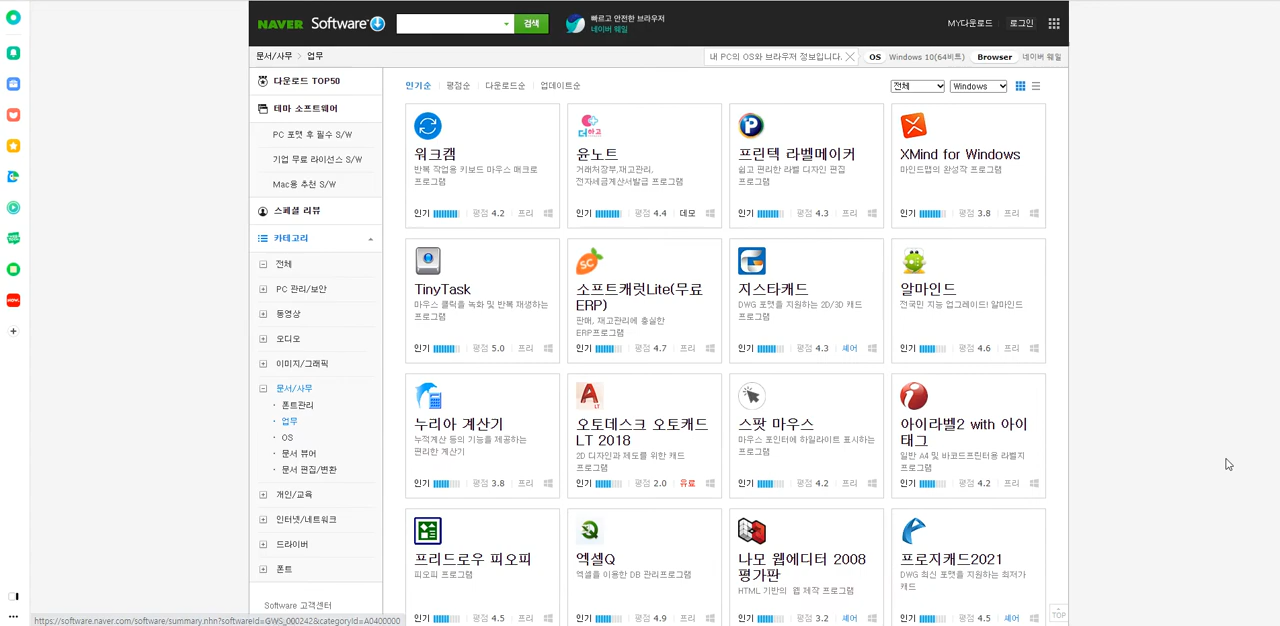 NAVER Software
검색
빠르고 안전한 브라우저
네이버 웨일
MY다운로드
로그인
문서/사무 > 업무
내 PC의 OS와 브라우저 정보입니다.
OS Windows 10(64비트) Browser 네이버 웨일
다운로드 TOP50
테마 소프트웨어
PC 포맷 후 필수 S/W
기업 무료 라이선스 S/W
Mac용 추천 S/W
스페셜 리뷰
카테고리
전체
PC 관리/보안
동영상
오디오
이미지/그래픽
문서/사무
· 폰트관리
· 업무
· OS
· 문서 뷰어
· 문서 편집/변환
개인/교육
인터넷/네트워크
드라이버
폰트
Software 고객센터
인기순 평점순 다운로드순 업데이트순
전체 Windows
워크캠
반복 작업용 키보드 마우스 매크로
프로그램
인기 평점 4.2 프리
더하고
윤노트
거래처장부,재고관리,
전자세금계산서발급 프로그램
인기 평점 4.4 데모
프린텍 라벨메이커
쉽고 편리한 라벨 디자인 편집
프로그램
인기 평점 4.3 프리
XMind for Windows
마인드맵의 완성작 프로그램
인기 평점 3.8 프리
TinyTask
마우스 클릭을 녹화 및 반복 재생하는
프로그램
인기 평점 5.0 프리
SC
소프트캐럿Lite(무료
ERP)
판매, 재고관리에 충실한
ERP프로그램
인기 평점 4.7 프리
지스타캐드
DWG 포맷을 지원하는 2D/3D 캐드
프로그램
인기 평점 4.3 셰어
알마인드
전국민 지능 업그레이드! 알마인드
인기 평점 4.6 프리
누리아 계산기
누적계산 등의 기능을 제공하는
편리한 계산기
인기 평점 3.8 프리
오토데스크 오토캐드
LT 2018
2D 디자인과 제도를 위한 캐드
프로그램
인기 평점 2.0 유료
스팟 마우스
마우스 포인터에 하일라이트 표시하는
프로그램
인기 평점 4.2 프리
아이라벨2 with 아이
태그
일반 A4 및 바코드프린터용 라벨지
프로그램
인기 평점 4.2 프리
프리드로우 피오피
피오피 프로그램
인기 평점 4.5 프리
엑셀Q
엑셀을 이용한 DB 관리프로그램
인기 평점 4.9 프리
나모 웹에디터 2008
평가판
HTML 기반의 웹 제작 프로그램
인기 평점 3.2 셰어
프로지캐드2021
DWG 최신 포맷을 지원하는 최저가
캐드
인기 평점 4.5 셰어
TOP
https://software.naver.com/software/summary.nhn?softwareId=GWS_000242&categoryId=A0400000